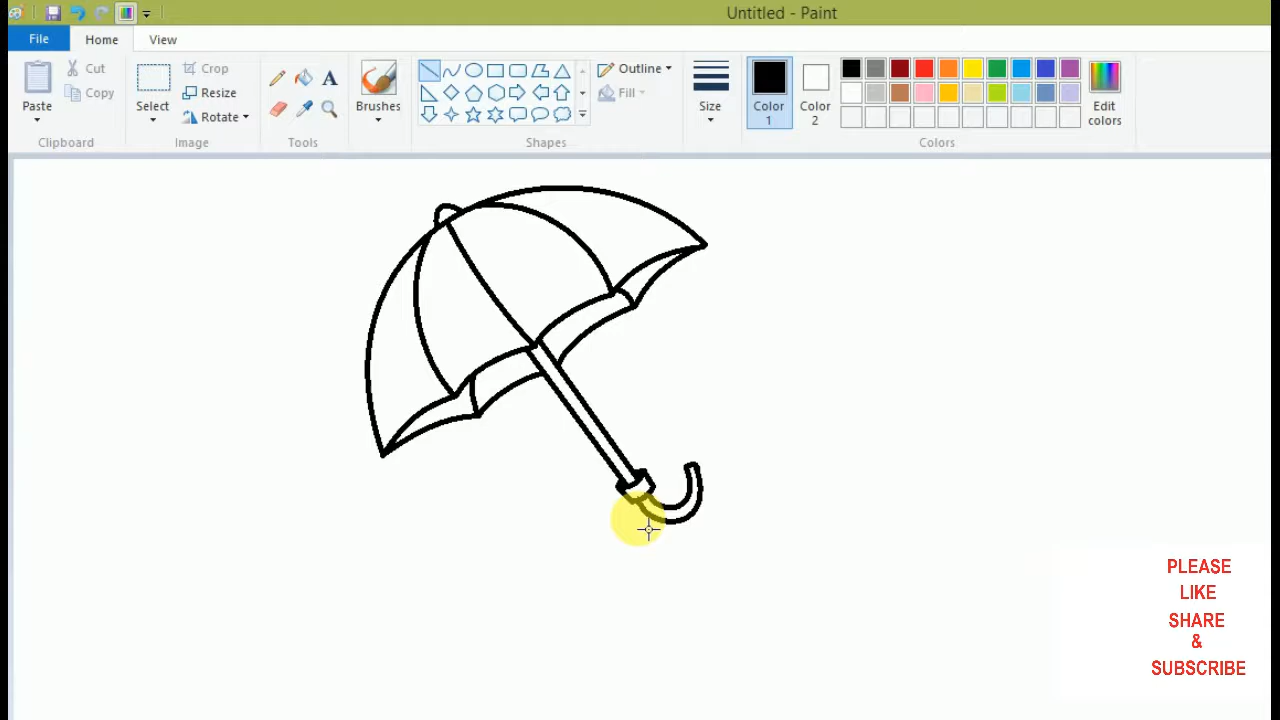 Untitled - Paint
File Home View
Paste Cut Copy Clipboard
Select Crop Resize Rotate Image
A
Tools
Brushes
Outline Fill Shapes
Size
Color 1
Color 2
Edit colors
Colors
PLEASE
LIKE
SHARE
&
SUBSCRIBE